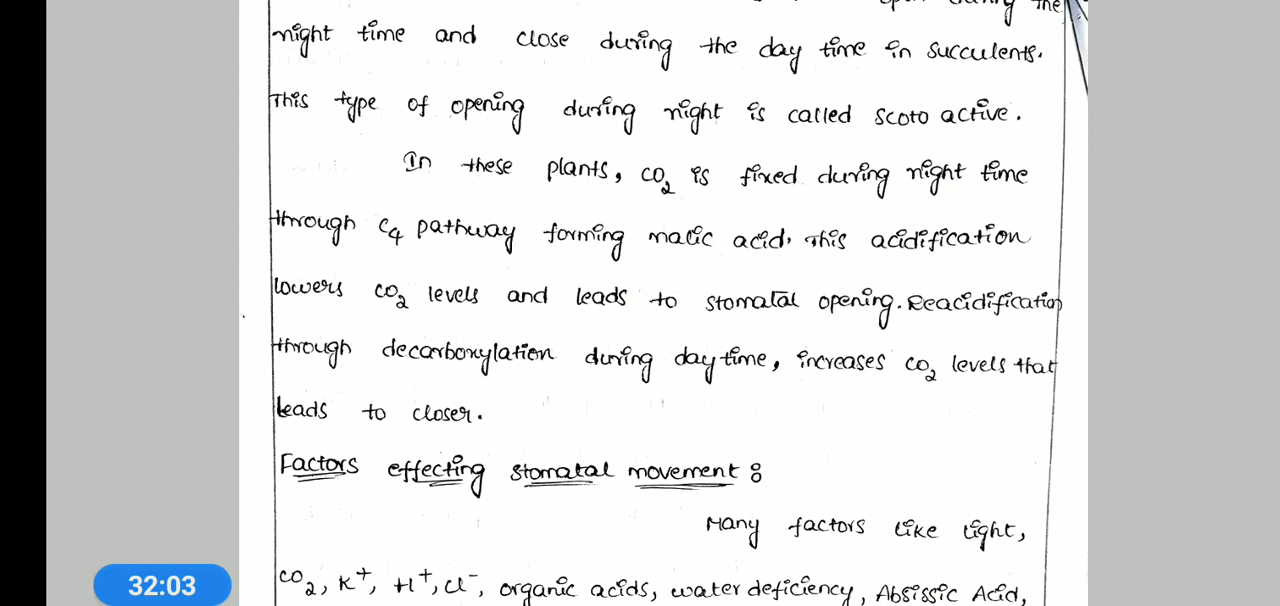 the
night time and close during the day time in succulents.
This type of opening during night is called scoto active.
In these plants, CO2 is fixed during night time
through C4 pathway forming malic acid. This acidification
lowers CO2 levels and leads to stomatal opening. Reacidification
through decarboxylation during day time, increases CO2 levels that
leads to closer.
Factors effecting stomatal movement :
Many factors like light,
CO2, K+, H+, Cl-, organic acids, water deficiency, Absissic Acid,
32:03